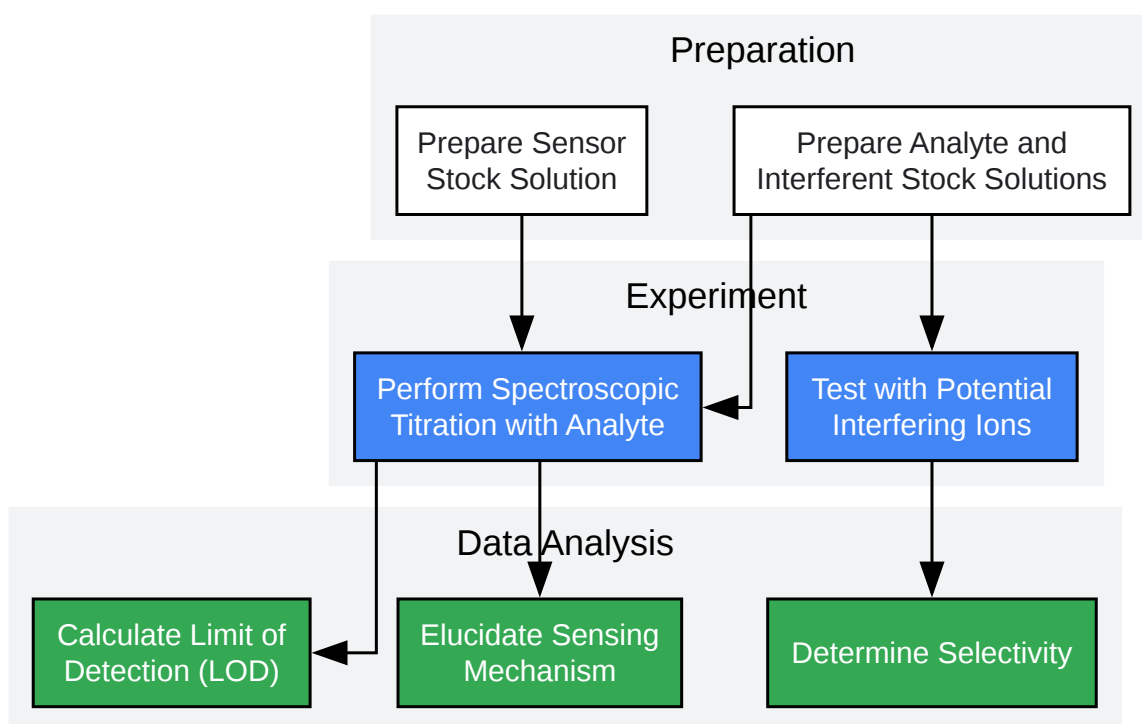 Preparation
Prepare Sensor
Stock Solution
Prepare Analyte and
Interferent Stock Solutions
Experiment
Perform Spectroscopic
Titration with Analyte
Test with Potential
Interfering Ions
Data Analysis
Calculate Limit of
Detection (LOD)
Elucidate Sensing
Mechanism
Determine Selectivity